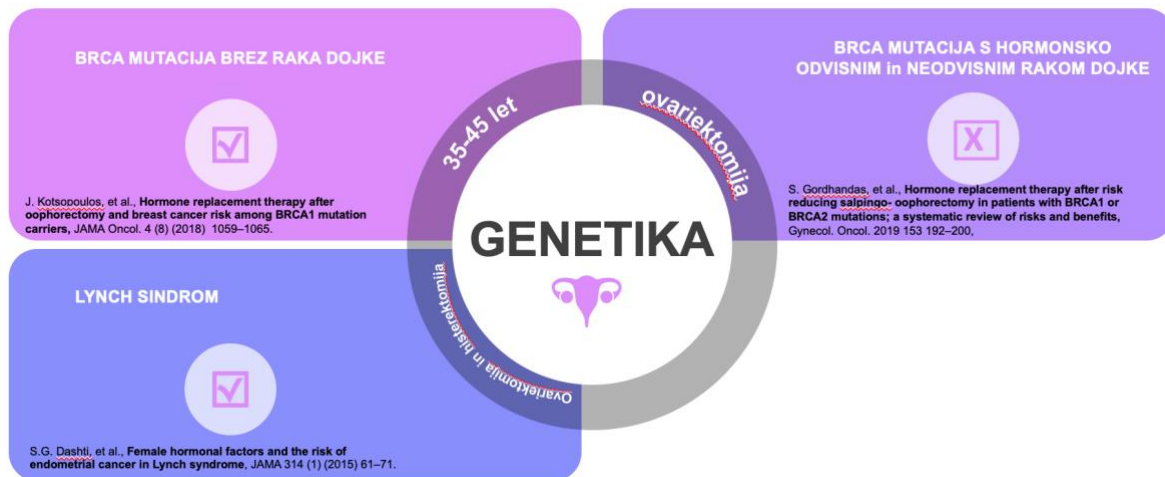 BRCA MUTACIJA BREZ RAKA DOJKE
J. Kotsopoulos, et al., Hormone replacement therapy after
oophorectomy and breast cancer risk among BRCA1 mutation
carriers, JAMA Oncol. 4 (8) (2018) 1059–1065.
35-45 let
BRCA MUTACIJA S HORMONSKO
ODVISNIM in NEODVISNIM RAKOM DOJKE
X
S. Gordhandas, et al., Hormone replacement therapy after risk
reducing salpingo- oophorectomy in patients with BRCA1 or
BRCA2 mutations; a systematic review of risks and benefits,
Gynecol. Oncol. 2019 153 192–200,
ovariektomija
GENETIKA
LYNCH SINDROM
S.G. Dashti, et al., Female hormonal factors and the risk of
endometrial cancer in Lynch syndrome, JAMA 314 (1) (2015) 61–71.
Ovariektomija in histerektomija